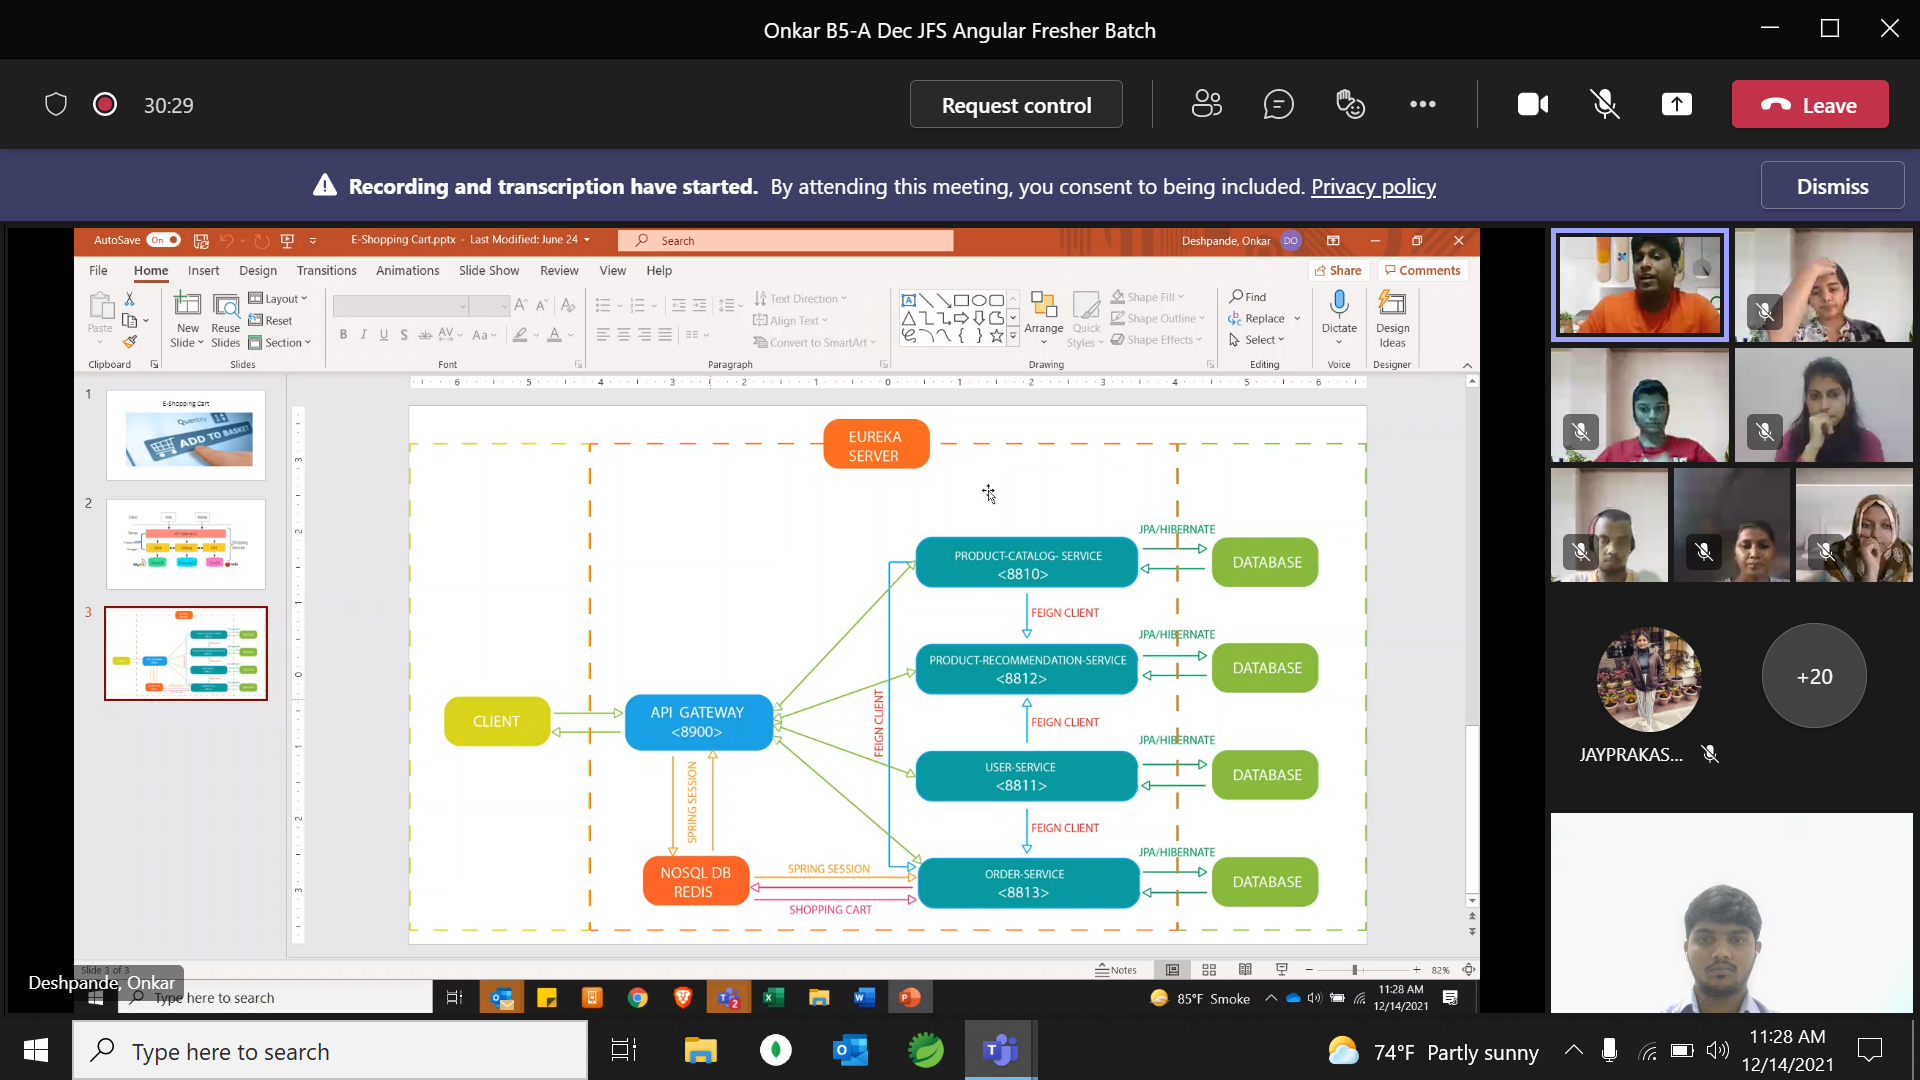 Onkar B5-A Dec JFS Angular Fresher Batch
30:29
Request control
Leave
Recording and transcription have started. By attending this meeting, you consent to being included. Privacy policy
Dismiss
AutoSave On
E-Shopping Cart.pptx - Last Modified: June 24
Search
Deshpande, Onkar DO
File Home Insert Design Transitions Animations Slide Show Review View Help
Share Comments
Paste
New Slide
Reuse Slides
Layout
Reset
Section
Text Direction
Align Text
Convert to SmartArt
Arrange
Quick Styles
Shape Fill
Shape Outline
Shape Effects
Find
Replace
Select
Dictate
Design Ideas
Clipboard Slides Font Paragraph Drawing Editing Voice Designer
1
E-Shopping Cart
Quantity
ADD TO BASKET
2
3
EUREKA
SERVER
JPA/HIBERNATE
PRODUCT-CATALOG- SERVICE
<8810>
DATABASE
FEIGN CLIENT
JPA/HIBERNATE
PRODUCT-RECOMMENDATION-SERVICE
<8812>
DATABASE
CLIENT
API GATEWAY
<8900>
FEIGN CLIENT
FEIGN CLIENT
JPA/HIBERNATE
USER-SERVICE
<8811>
DATABASE
SPRING SESSION
FEIGN CLIENT
JPA/HIBERNATE
NOSQL DB
REDIS
SPRING SESSION
SHOPPING CART
ORDER-SERVICE
<8813>
DATABASE
JAYPRAKAS...
+20
Slide 3 of 3
Notes
82%
Deshpande, Onkar
Type here to search
85°F Smoke
11:28 AM
12/14/2021
Type here to search
74°F Partly sunny
11:28 AM
12/14/2021